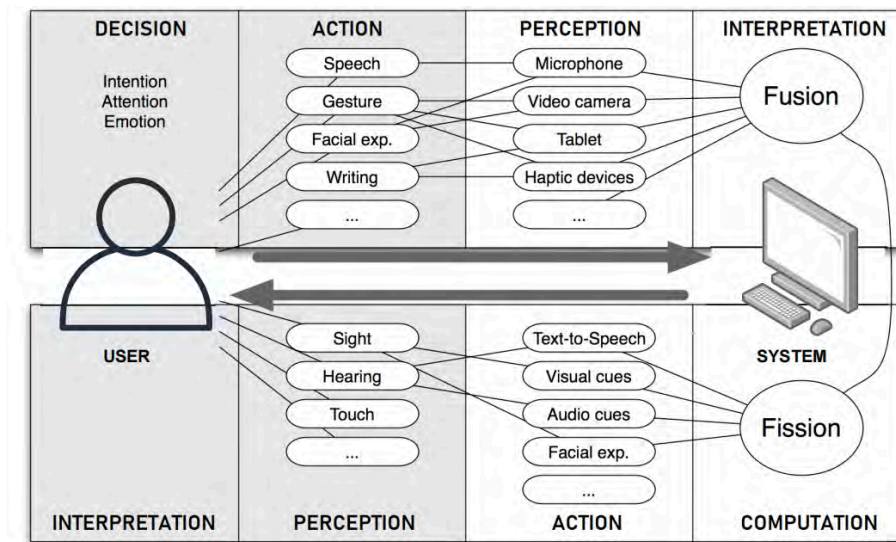 DECISION
ACTION
PERCEPTION
INTERPRETATION
Intention
Attention
Emotion
Speech
Gesture
Facial exp.
Writing
...
Microphone
Video camera
Tablet
Haptic devices
...
Fusion
USER
SYSTEM
Sight
Hearing
Touch
...
Text-to-Speech
Visual cues
Audio cues
Facial exp.
...
Fission
INTERPRETATION
PERCEPTION
ACTION
COMPUTATION